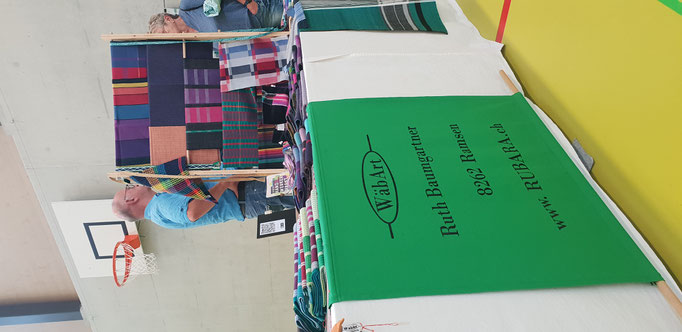 WäbArt
Ruth Baumgartner
8262 Ramsen
www.RUBARA.ch